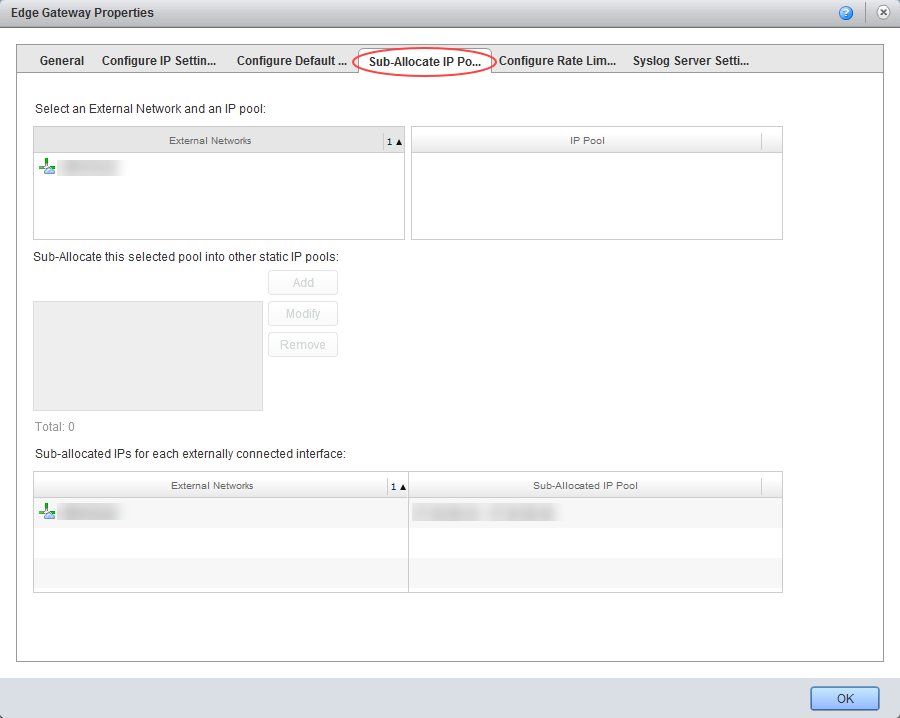 Edge Gateway Properties
General Configure IP Settin... Configure Default ... Sub-Allocate IP Po... Configure Rate Lim... Syslog Server Setti...
Select an External Network and an IP pool:
External Networks 1 ▲ IP Pool
Sub-Allocate this selected pool into other static IP pools:
Add
Modify
Remove
Total: 0
Sub-allocated IPs for each externally connected interface:
External Networks 1 ▲ Sub-Allocated IP Pool
OK